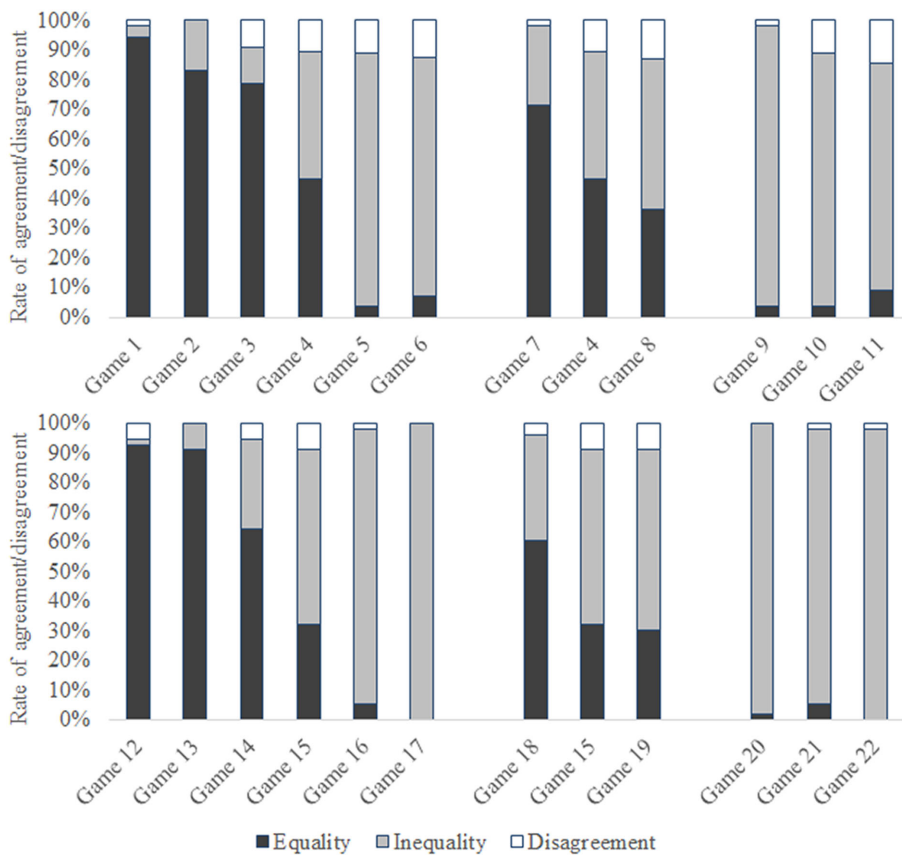 Rate of agreement/disagreement
100%
90%
80%
70%
60%
50%
40%
30%
20%
10%
0%
Game 1
Game 2
Game 3
Game 4
Game 5
Game 6
Game 7
Game 4
Game 8
Game 9
Game 10
Game 11
Rate of agreement/disagreement
100%
90%
80%
70%
60%
50%
40%
30%
20%
10%
0%
Game 12
Game 13
Game 14
Game 15
Game 16
Game 17
Game 18
Game 15
Game 19
Game 20
Game 21
Game 22
Equality Inequality Disagreement